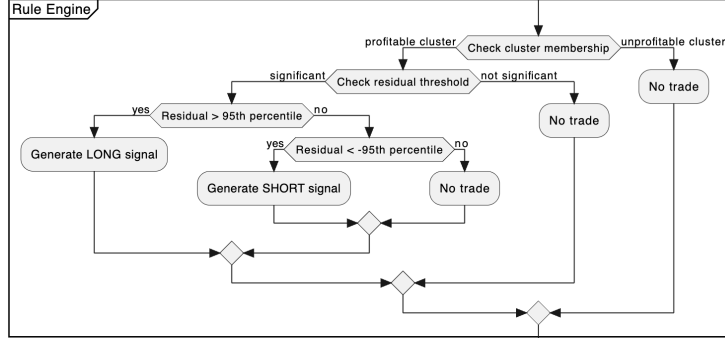 Rule Engine
profitable cluster
Check cluster membership
unprofitable cluster
significant
Check residual threshold
not significant
No trade
yes
Residual > 95th percentile
no
No trade
Generate LONG signal
yes
Residual < -95th percentile
no
Generate SHORT signal
No trade